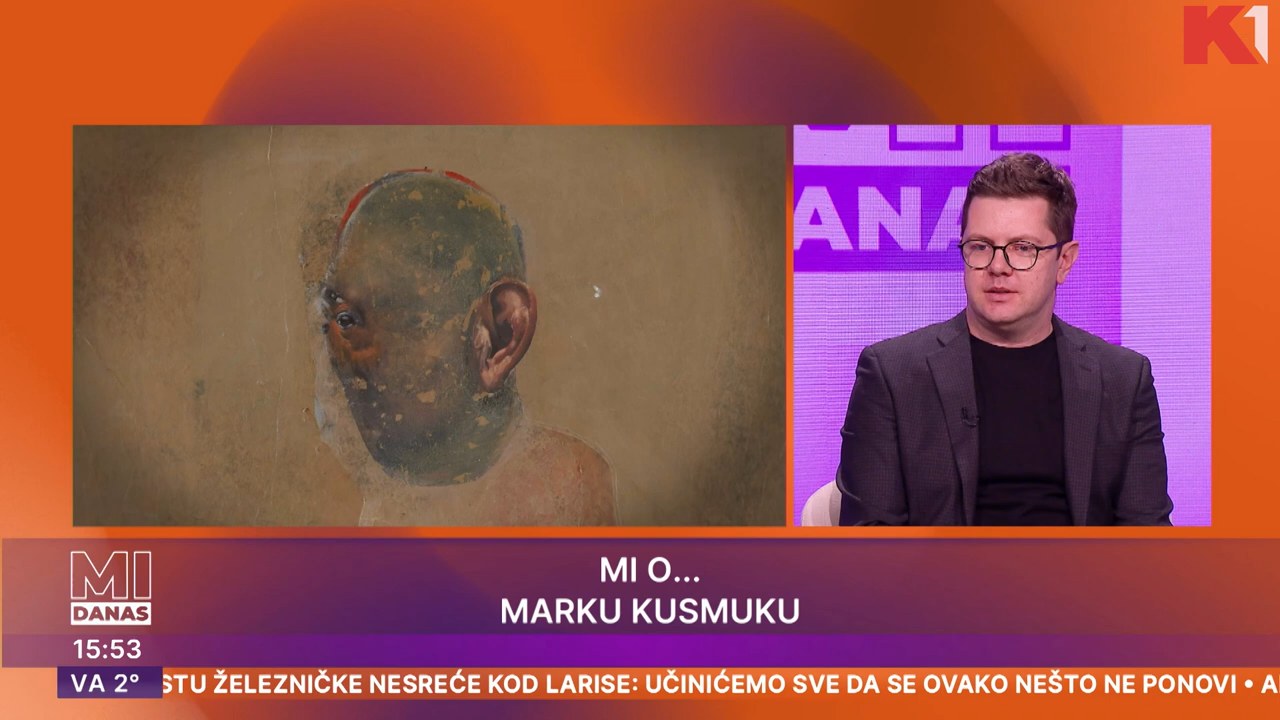 K1
ANA
MI O...
MARKU KUSMUKU
MI
DANAS
15:53
VA 2°
STU ŽELEZNIČKE NESREĆE KOD LARISE: UČINIĆEMO SVE DA SE OVAKO NEŠTO NE PONOVI •